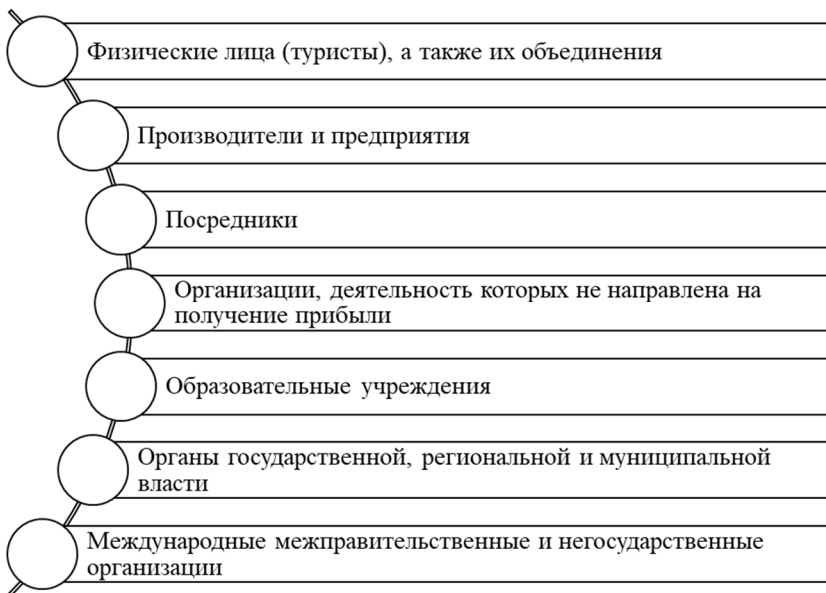 Физические лица (туристы), а также их объединения
Производители и предприятия
Посредники
Организации, деятельность которых не направлена на
получение прибыли
Образовательные учреждения
Органы государственной, региональной и муниципальной
власти
Международные межправительственные и негосударственные
организации